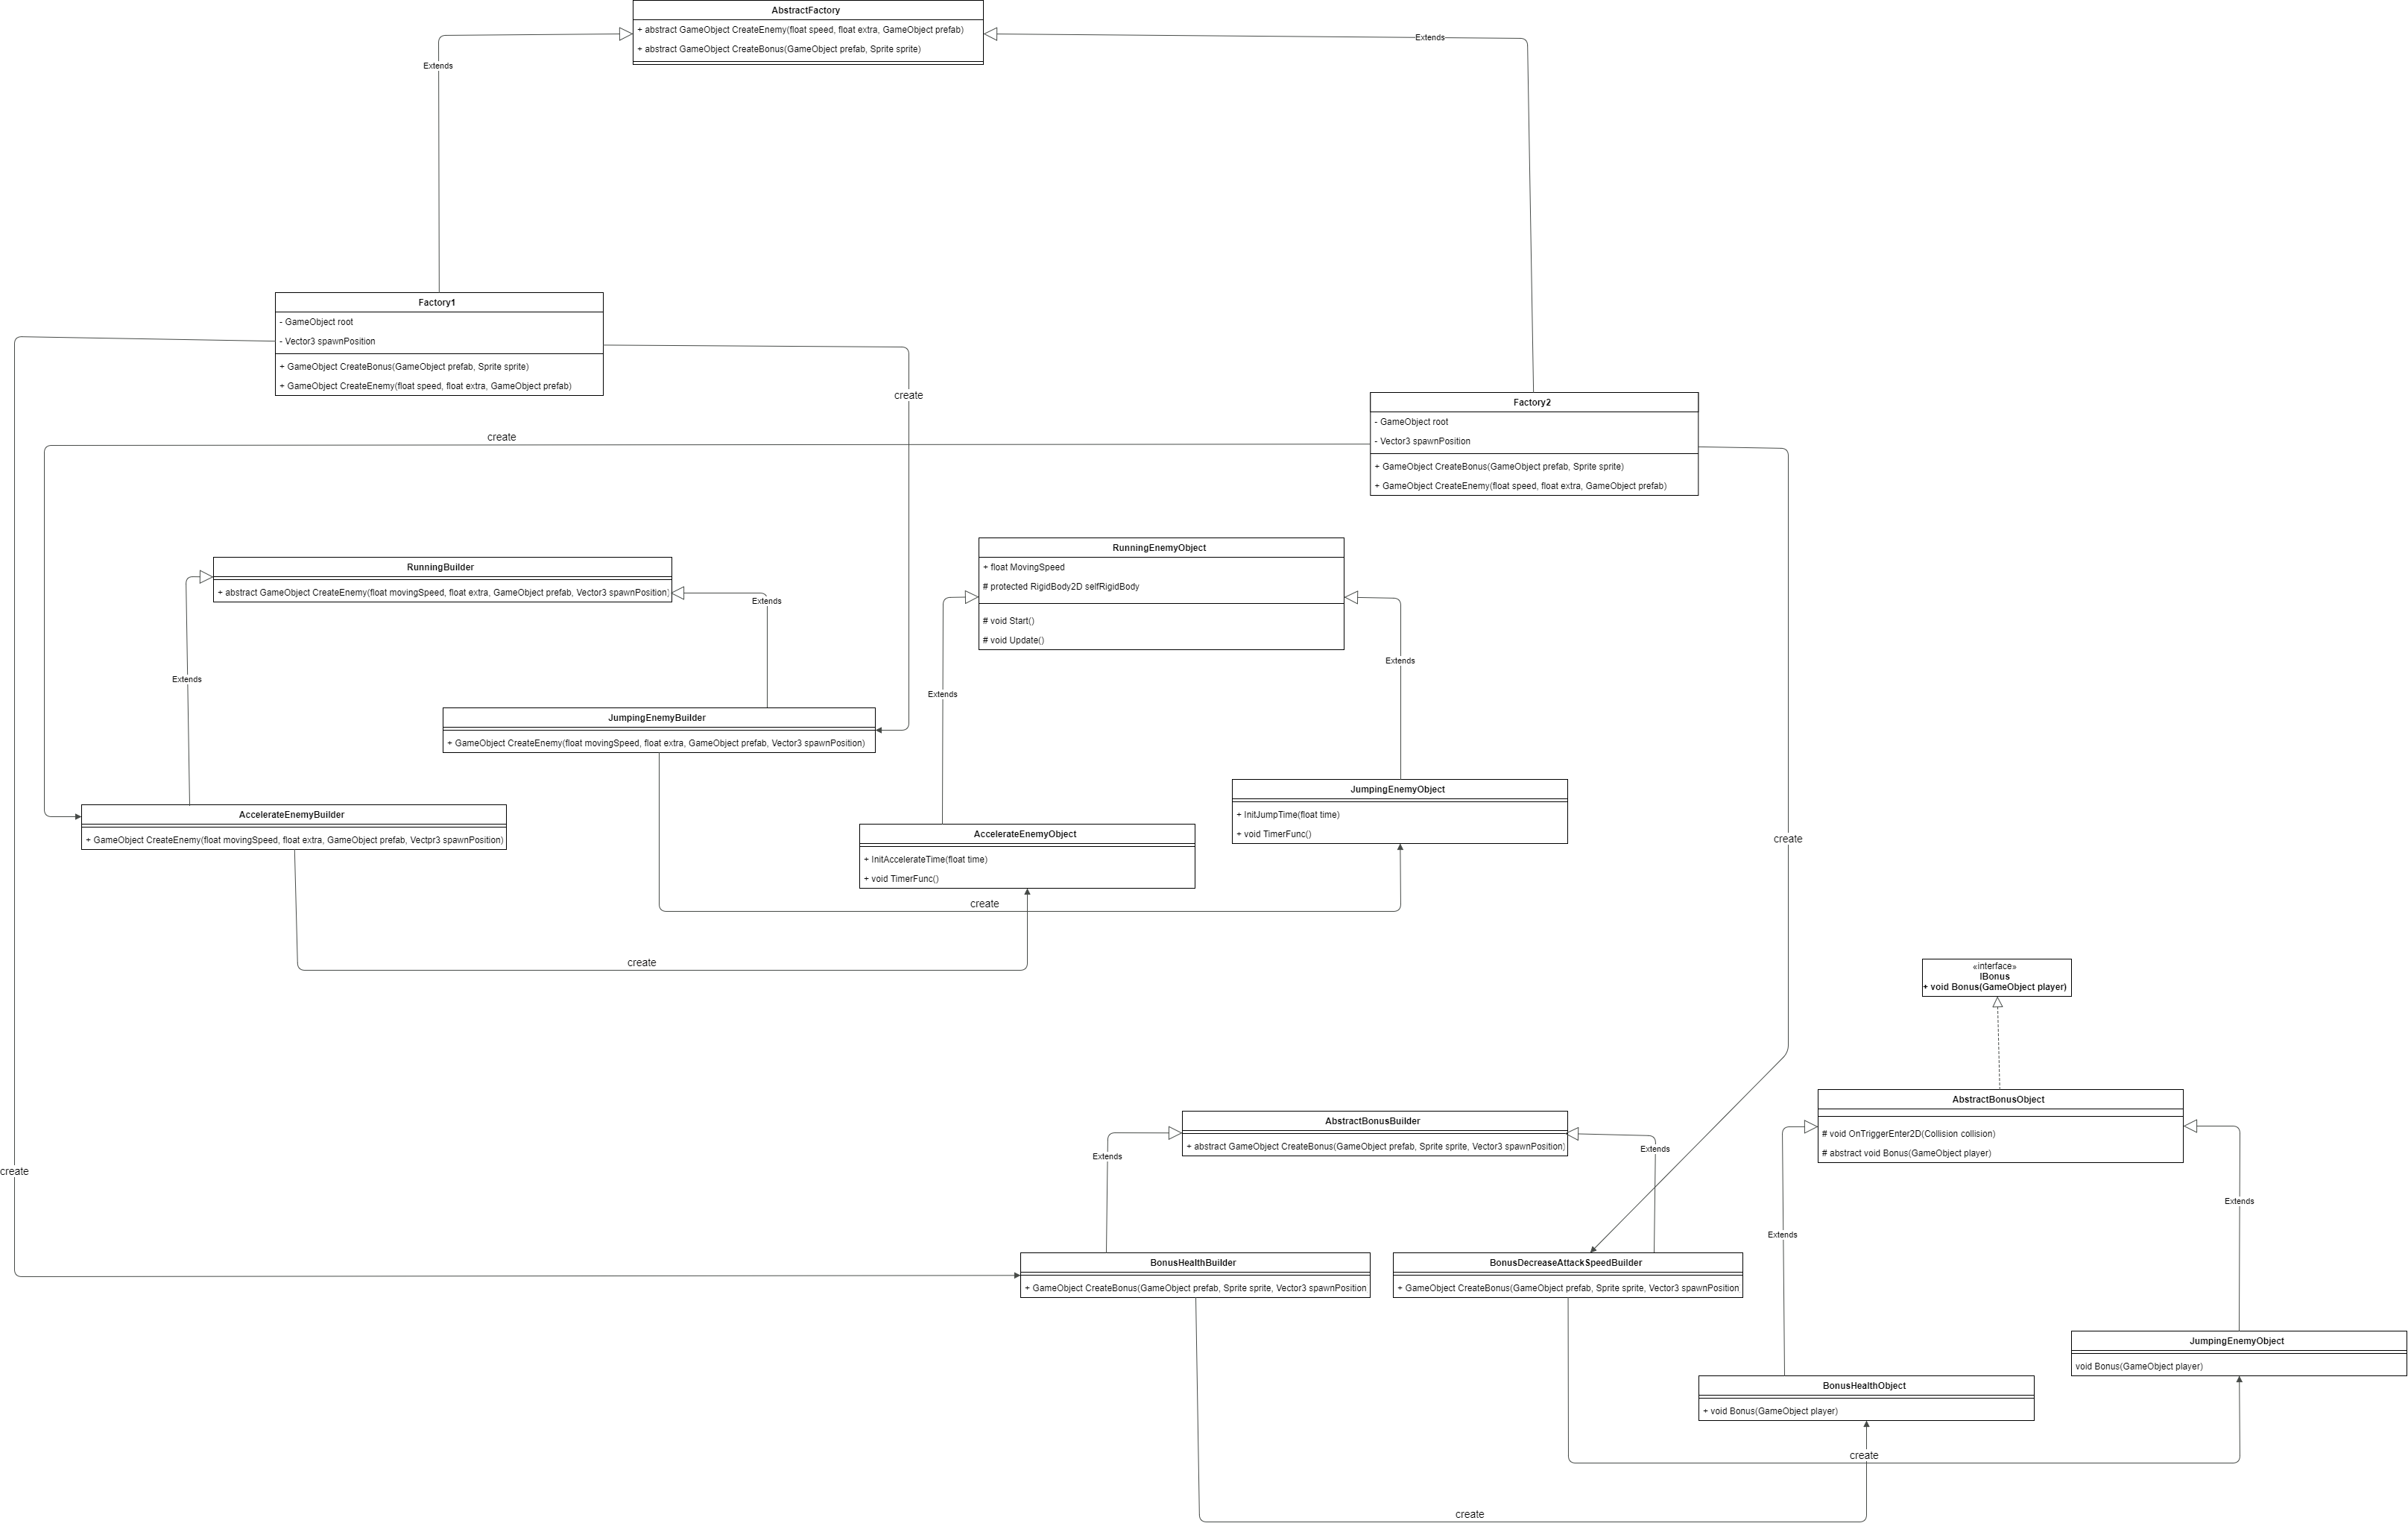 AbstractFactory
+ abstract GameObject CreateEnemy(float speed, float extra, GameObject prefab)
+ abstract GameObject CreateBonus(GameObject prefab, Sprite sprite)
Extends
Extends
Factory1
- GameObject root
- Vector3 spawnPosition
+ GameObject CreateBonus(GameObject prefab, Sprite sprite)
+ GameObject CreateEnemy(float speed, float extra, GameObject prefab)
create
Factory2
- GameObject root
- Vector3 spawnPosition
+ GameObject CreateBonus(GameObject prefab, Sprite sprite)
+ GameObject CreateEnemy(float speed, float extra, GameObject prefab)
create
RunningBuilder
+ abstract GameObject CreateEnemy(float movingSpeed, float extra, GameObject prefab, Vector3 spawnPosition)
Extends
Extends
RunningEnemyObject
+ float MovingSpeed
# protected RigidBody2D selfRigidBody
# void Start()
# void Update()
Extends
Extends
JumpingEnemyBuilder
+ GameObject CreateEnemy(float movingSpeed, float extra, GameObject prefab, Vector3 spawnPosition)
AccelerateEnemyBuilder
+ GameObject CreateEnemy(float movingSpeed, float extra, GameObject prefab, Vectpr3 spawnPosition)
AccelerateEnemyObject
+ InitAccelerateTime(float time)
+ void TimerFunc()
JumpingEnemyObject
+ InitJumpTime(float time)
+ void TimerFunc()
create
create
create
«interface»
IBonus
+ void Bonus(GameObject player)
AbstractBonusBuilder
+ abstract GameObject CreateBonus(GameObject prefab, Sprite sprite, Vector3 spawnPosition)
Extends
Extends
AbstractBonusObject
# void OnTriggerEnter2D(Collision collision)
# abstract void Bonus(GameObject player)
create
Extends
Extends
BonusHealthBuilder
+ GameObject CreateBonus(GameObject prefab, Sprite sprite, Vector3 spawnPosition
BonusDecreaseAttackSpeedBuilder
+ GameObject CreateBonus(GameObject prefab, Sprite sprite, Vector3 spawnPosition
JumpingEnemyObject
void Bonus(GameObject player)
BonusHealthObject
+ void Bonus(GameObject player)
create
create